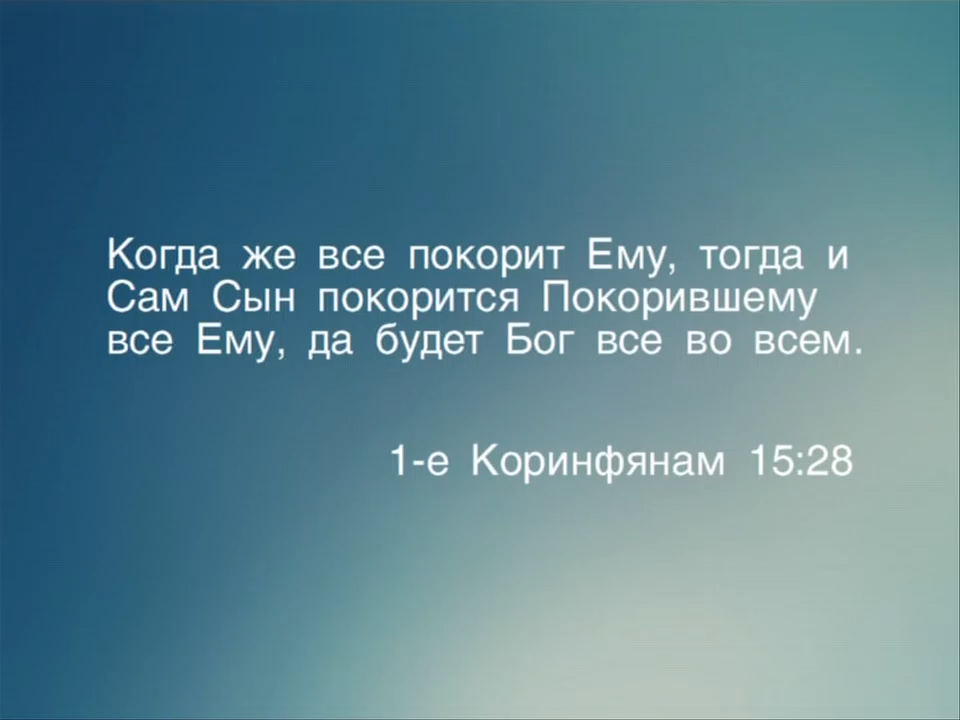 Когда же все покорит Ему, тогда и
Сам Сын покорится Покорившему
все Ему, да будет Бог все во всем.
1-е Коринфянам 15:28